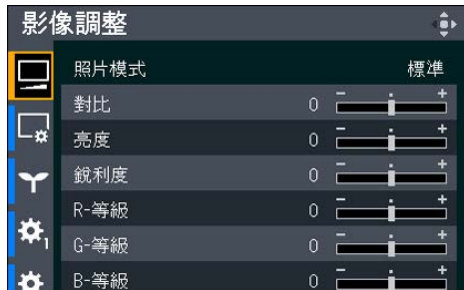 影像調整
照片模式 標準
對比 0 − +
亮度 0 − +
銳利度 0 − +
R-等級 0 − +
G-等級 0 − +
B-等級 0 − +
1